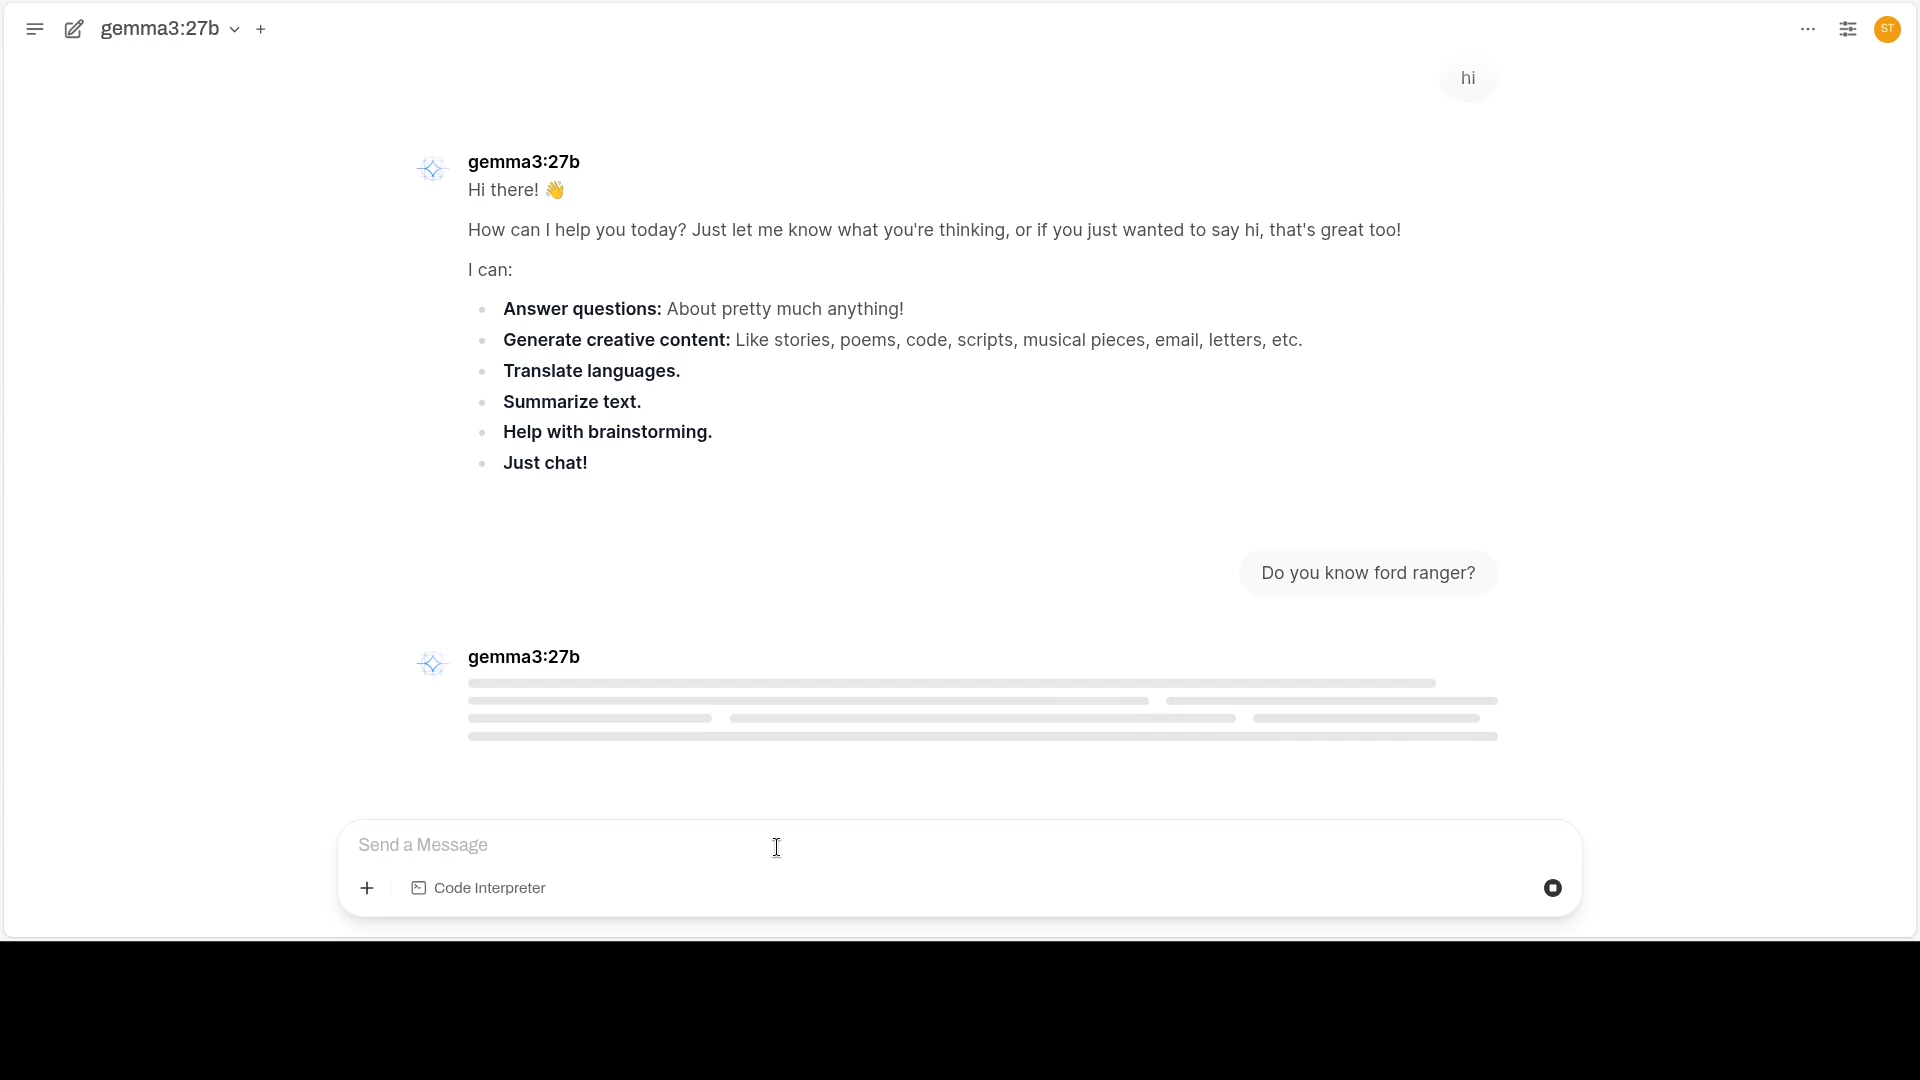 gemma3:27b
ST
hi
gemma3:27b
Hi there! 👋
How can I help you today? Just let me know what you're thinking, or if you just wanted to say hi, that's great too!
I can:
Answer questions: About pretty much anything!
Generate creative content: Like stories, poems, code, scripts, musical pieces, email, letters, etc.
Translate languages.
Summarize text.
Help with brainstorming.
Just chat!
Do you know ford ranger?
gemma3:27b
Send a Message
Code Interpreter